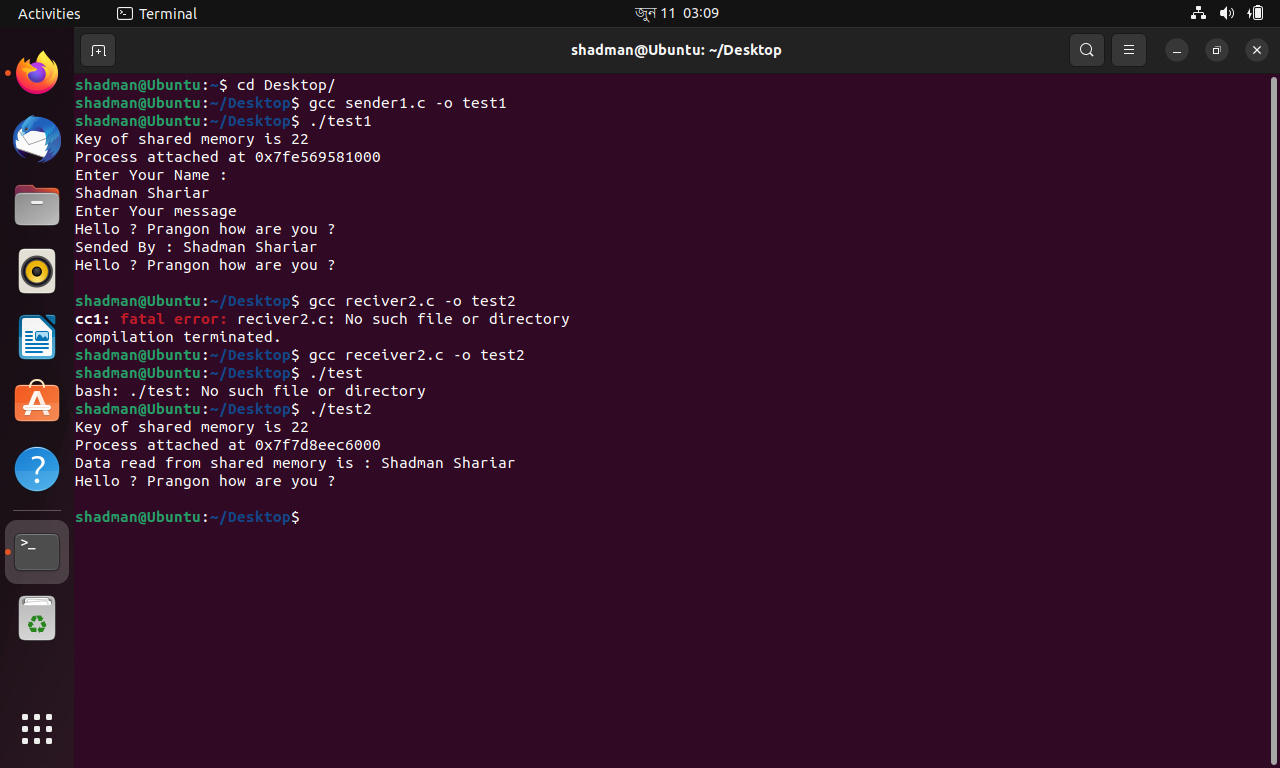 Activities
Terminal
জুন 11 03:09
shadman@Ubuntu: ~/Desktop
shadman@Ubuntu:~$ cd Desktop/
shadman@Ubuntu:~/Desktop$ gcc sender1.c -o test1
shadman@Ubuntu:~/Desktop$ ./test1
Key of shared memory is 22
Process attached at 0x7fe569581000
Enter Your Name :
Shadman Shariar
Enter Your message
Hello ? Prangon how are you ?
Sended By : Shadman Shariar
Hello ? Prangon how are you ?
shadman@Ubuntu:~/Desktop$ gcc reciver2.c -o test2
cc1: fatal error: reciver2.c: No such file or directory
compilation terminated.
shadman@Ubuntu:~/Desktop$ gcc receiver2.c -o test2
shadman@Ubuntu:~/Desktop$ ./test
bash: ./test: No such file or directory
shadman@Ubuntu:~/Desktop$ ./test2
Key of shared memory is 22
Process attached at 0x7f7d8eec6000
Data read from shared memory is : Shadman Shariar
Hello ? Prangon how are you ?
shadman@Ubuntu:~/Desktop$